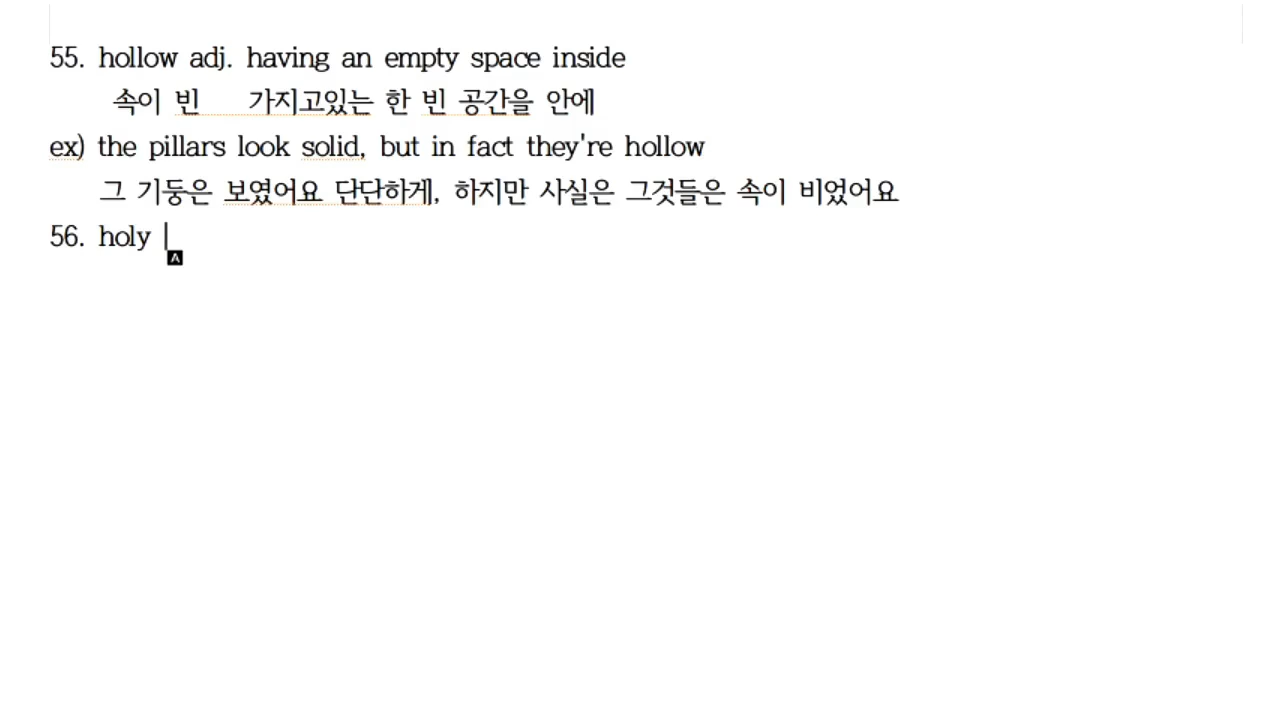 55. hollow adj. having an empty space inside
속이 빈 가지고있는 한 빈 공간을 안에
ex) the pillars look solid, but in fact they're hollow
그 기둥은 보였어요 단단하게, 하지만 사실은 그것들은 속이 비었어요
56. holy
A